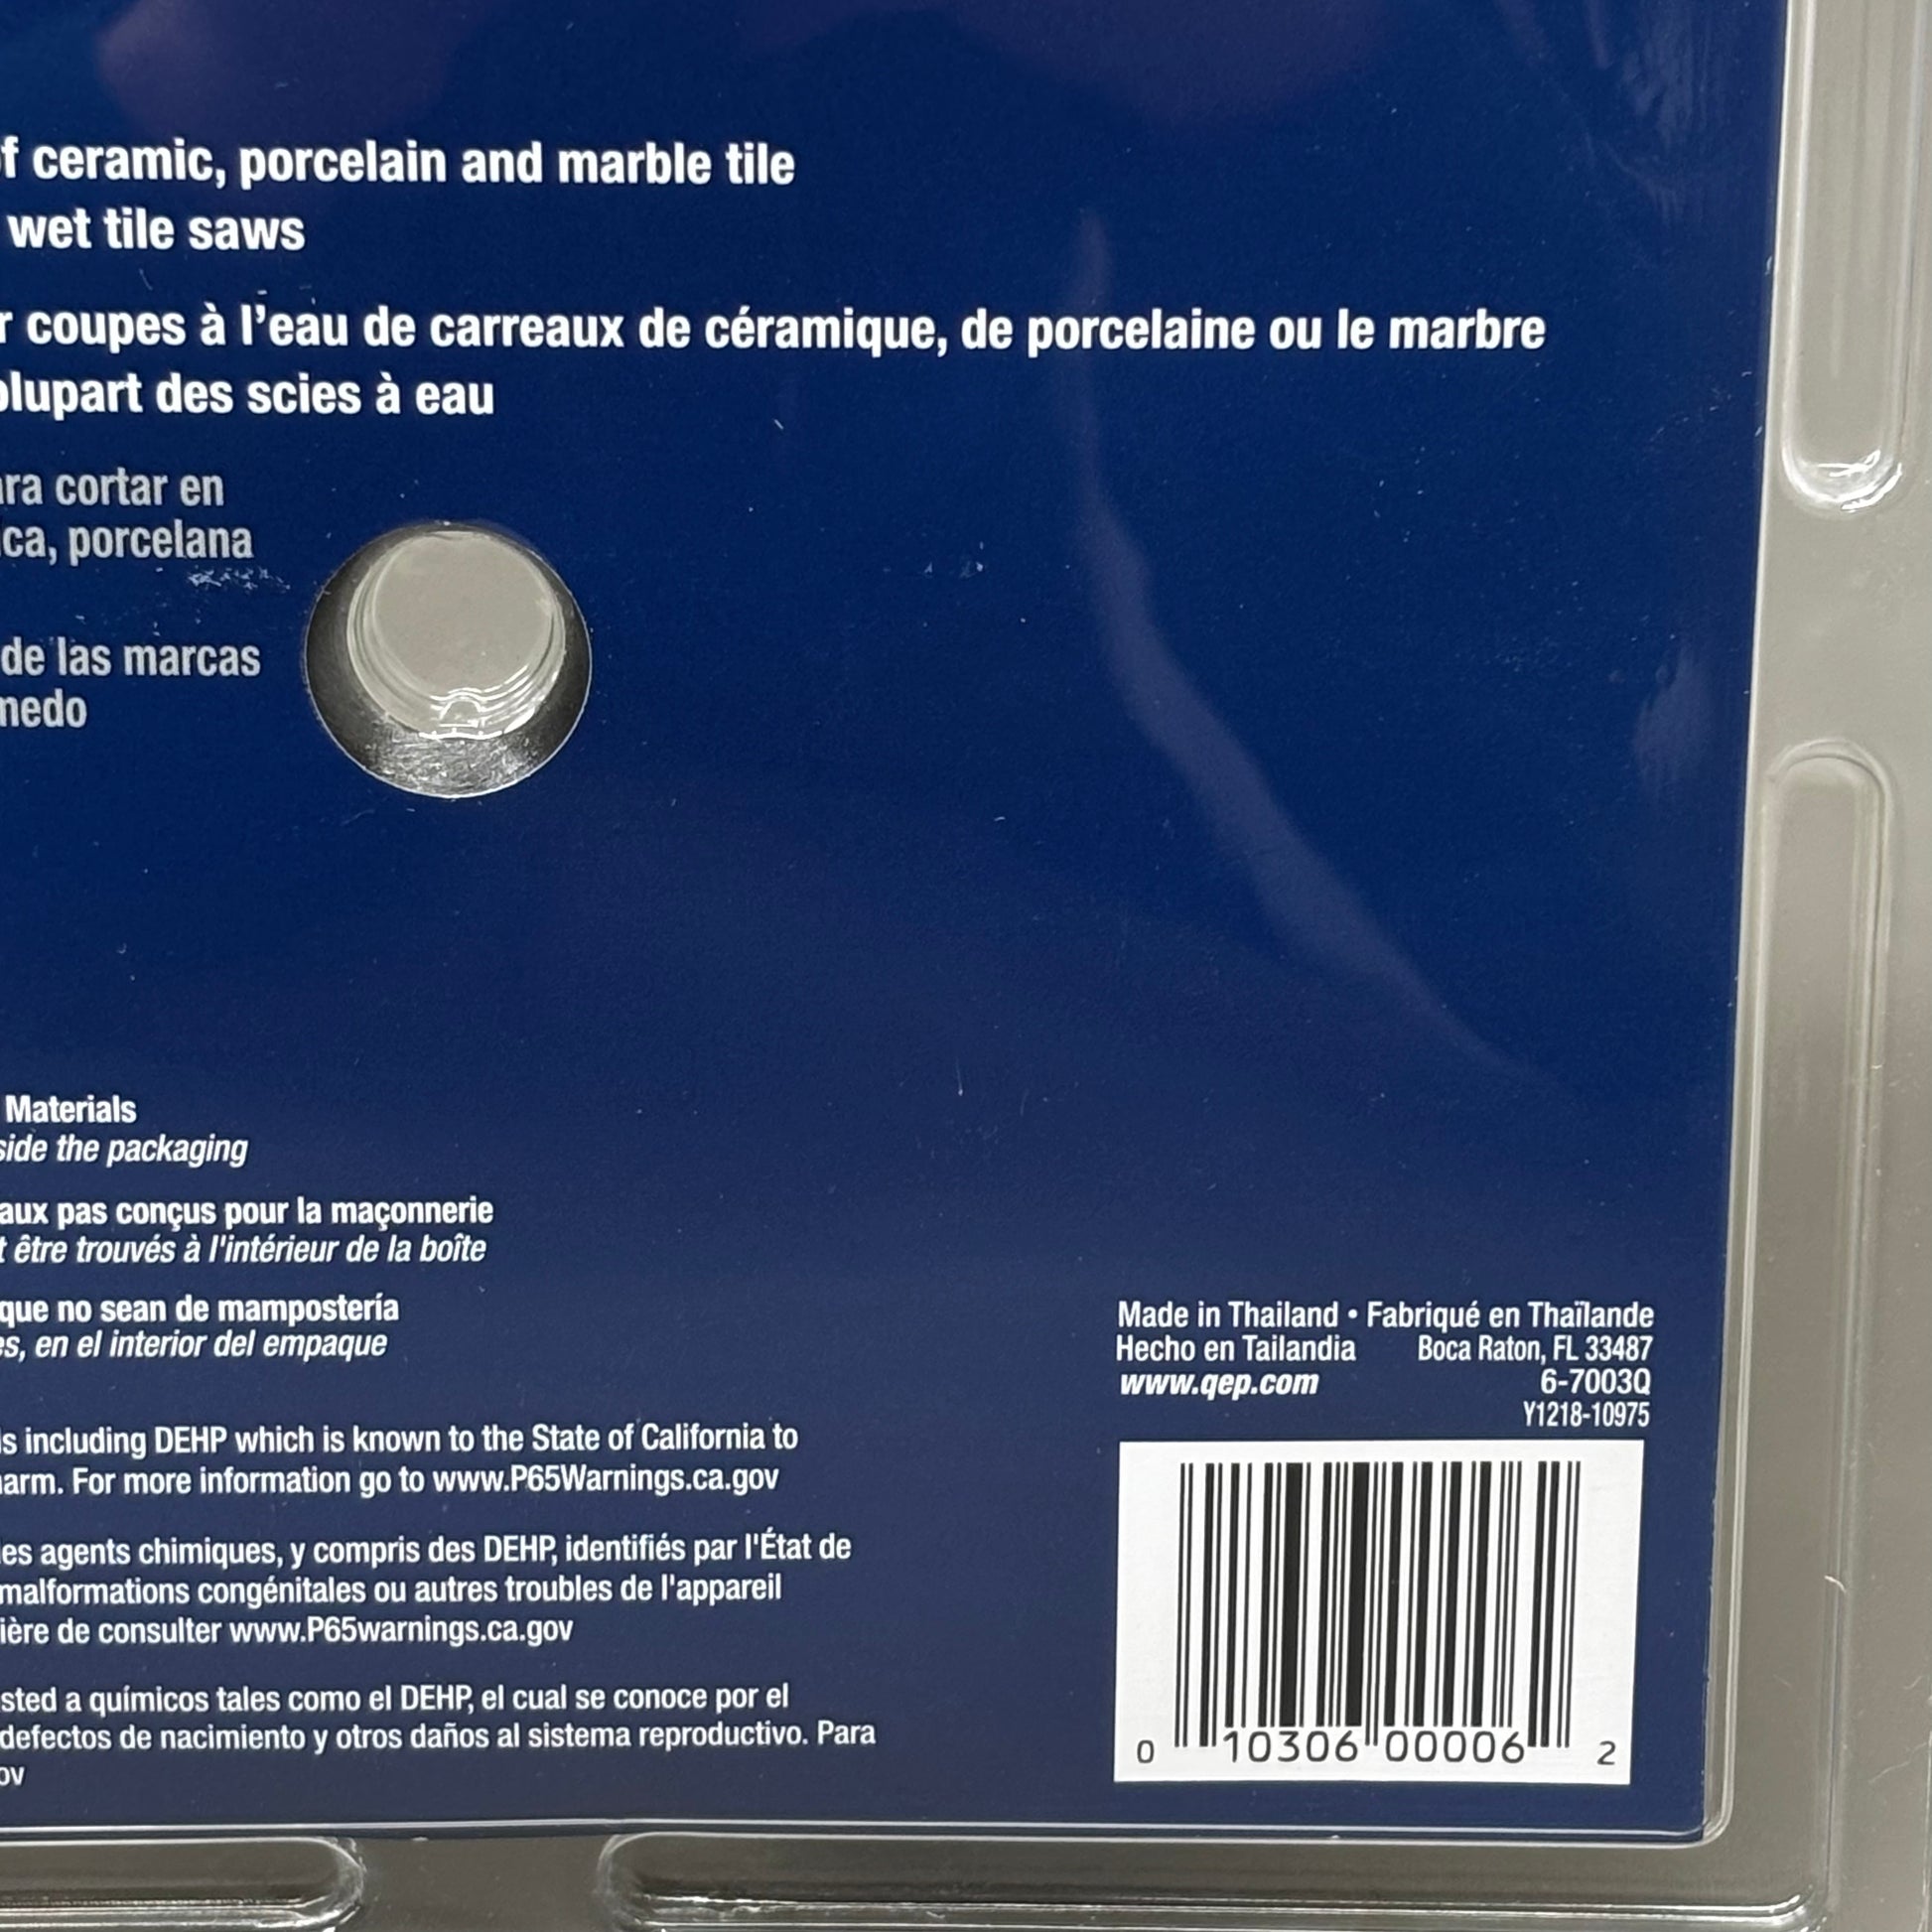 f ceramic, porcelain and marble tile
wet tile saws
r coupes à l'eau de carreaux de céramique, de porcelaine ou le marbre
plupart des scies à eau
ara cortar en
ica, porcelana
de las marcas
medo
Materials
side the packaging
aux pas conçus pour la maçonnerie
t être trouvés à l'intérieur de la boîte
que no sean de mampostería
es, en el interior del empaque
Made in Thailand • Fabriqué en Thaïlande
Hecho en Tailandia Boca Raton, FL 33487
www.qep.com 6-7003Q
Y1218-10975
ls including DEHP which is known to the State of California to
harm. For more information go to www.P65Warnings.ca.gov
des agents chimiques, y compris des DEHP, identifiés par l'État de
malformations congénitales ou autres troubles de l'appareil
ière de consulter www.P65warnings.ca.gov
sted a químicos tales como el DEHP, el cual se conoce por el
defectos de nacimiento y otros daños al sistema reproductivo. Para
ov
0 10306 00006 2